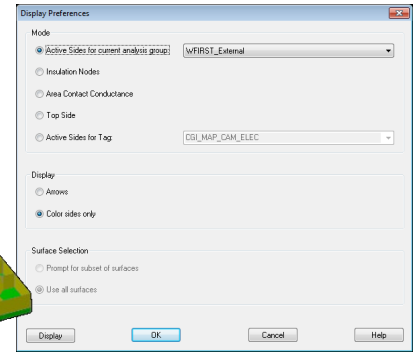 Display Preferences
Mode
Active Sides for current analysis group: WFIRST_External
Insulation Nodes
Area Contact Conductance
Top Side
Active Sides for Tag: CGI_MAP_CAM_ELEC
Display
Arrows
Color sides only
Surface Selection
Prompt for subset of surfaces
Use all surfaces
Display OK Cancel Help